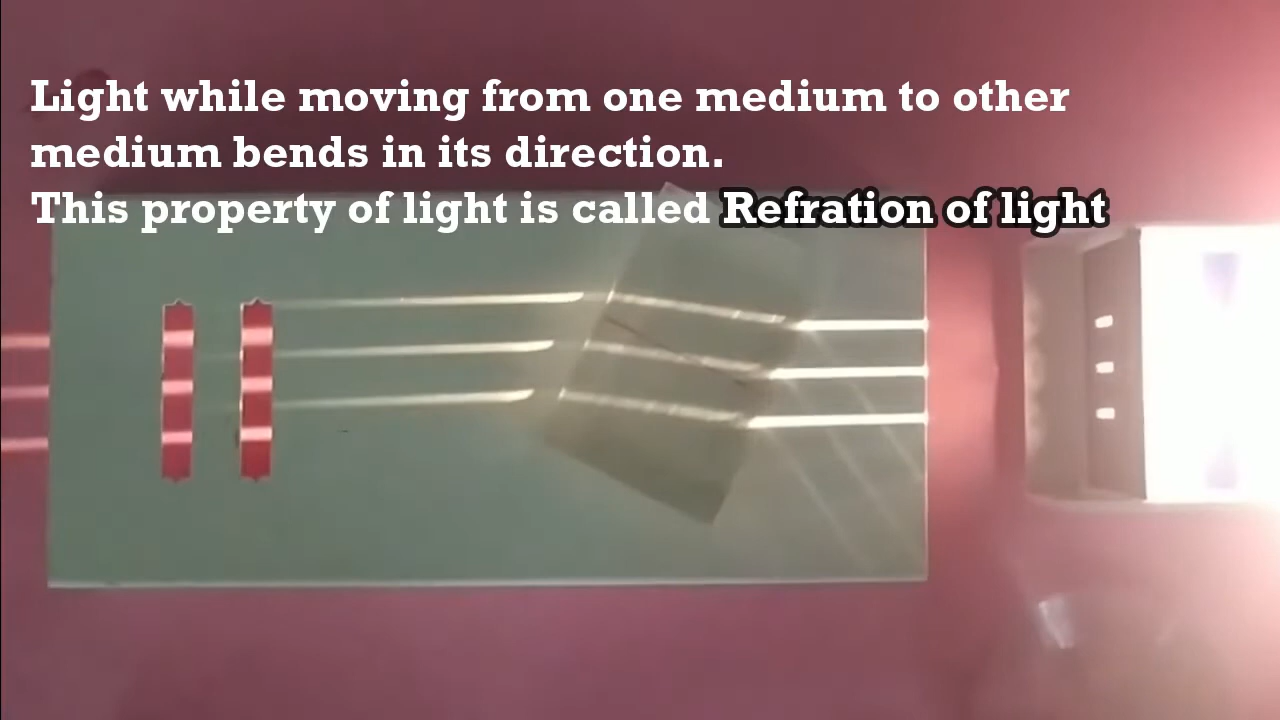 Light while moving from one medium to other
medium bends in its direction.
This property of light is called Refration of light